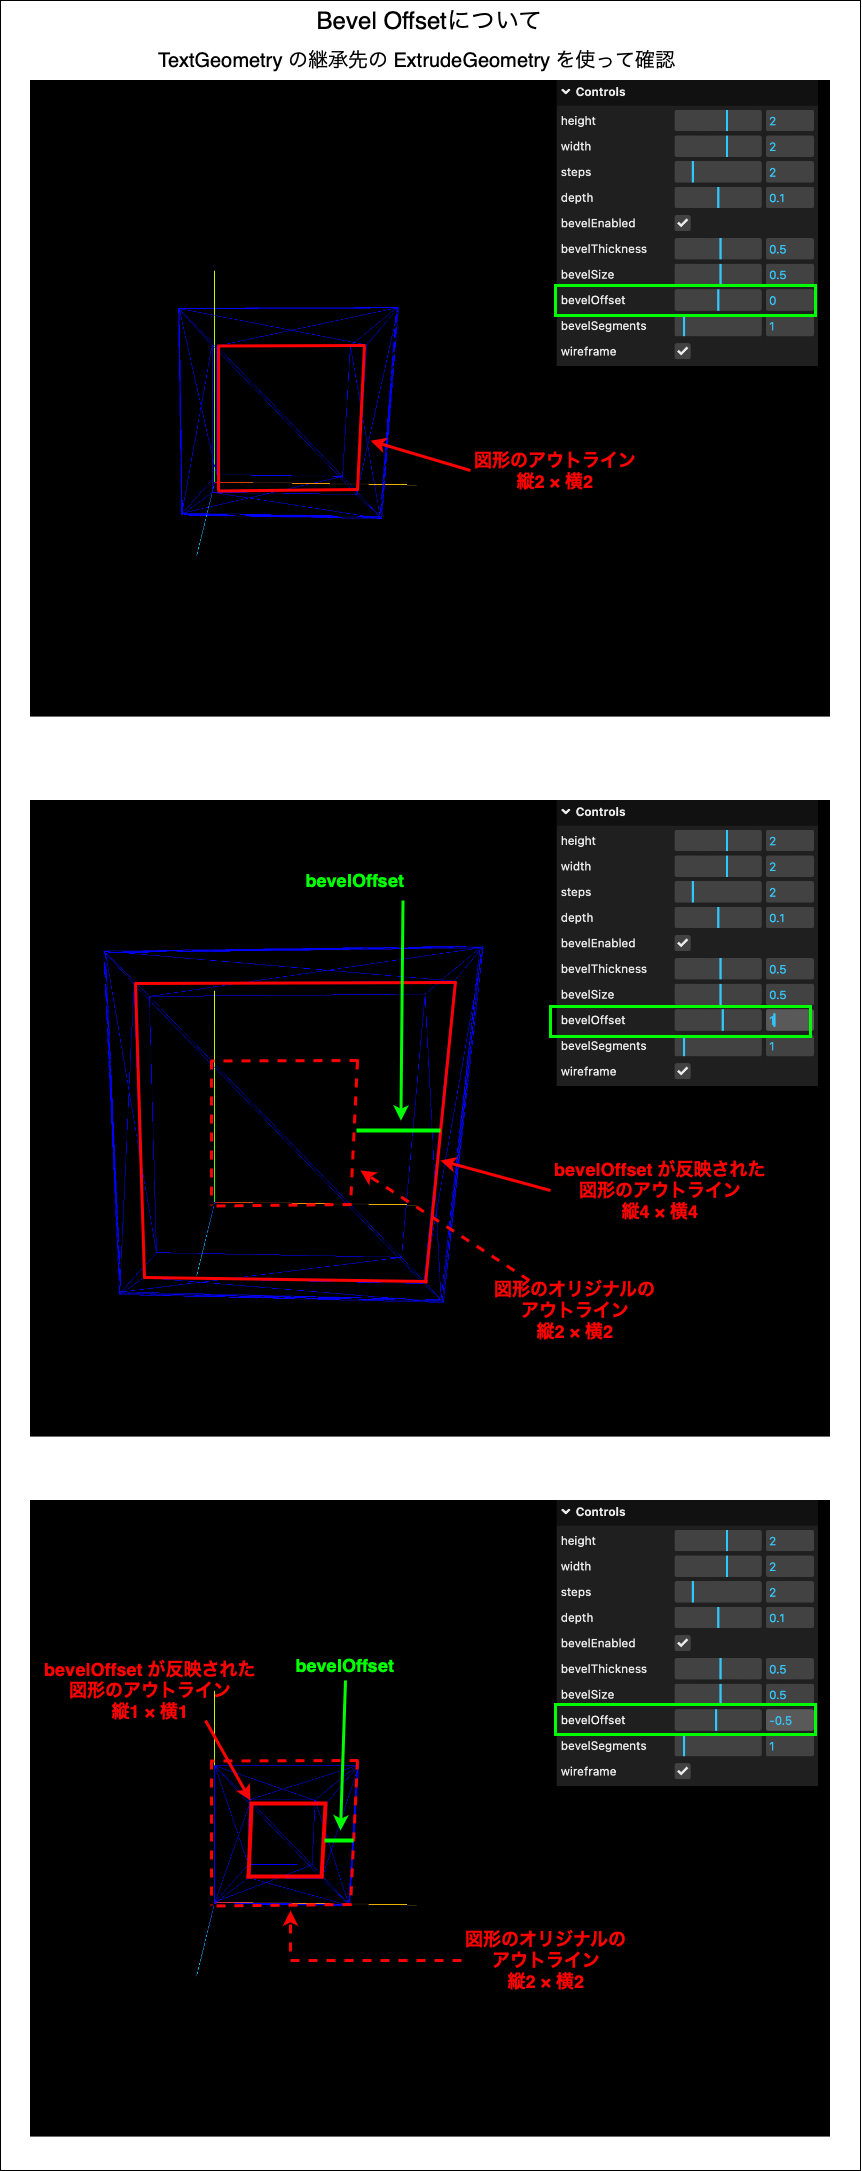 Bevel Offsetについて
TextGeometry の継承先の ExtrudeGeometry を使って確認
Controls
height 2
width 2
steps 2
depth 0.1
bevelEnabled
bevelThickness 0.5
bevelSize 0.5
bevelOffset 0
bevelSegments 1
wireframe
図形のアウトライン
縦2 × 横2
Controls
height 2
width 2
steps 2
depth 0.1
bevelEnabled
bevelThickness 0.5
bevelSize 0.5
bevelOffset 1
bevelSegments 1
wireframe
bevelOffset
bevelOffset が反映された
図形のアウトライン
縦4 × 横4
図形のオリジナルの
アウトライン
縦2 × 横2
Controls
height 2
width 2
steps 2
depth 0.1
bevelEnabled
bevelThickness 0.5
bevelSize 0.5
bevelOffset -0.5
bevelSegments 1
wireframe
bevelOffset が反映された
図形のアウトライン
縦1 × 横1
bevelOffset
図形のオリジナルの
アウトライン
縦2 × 横2